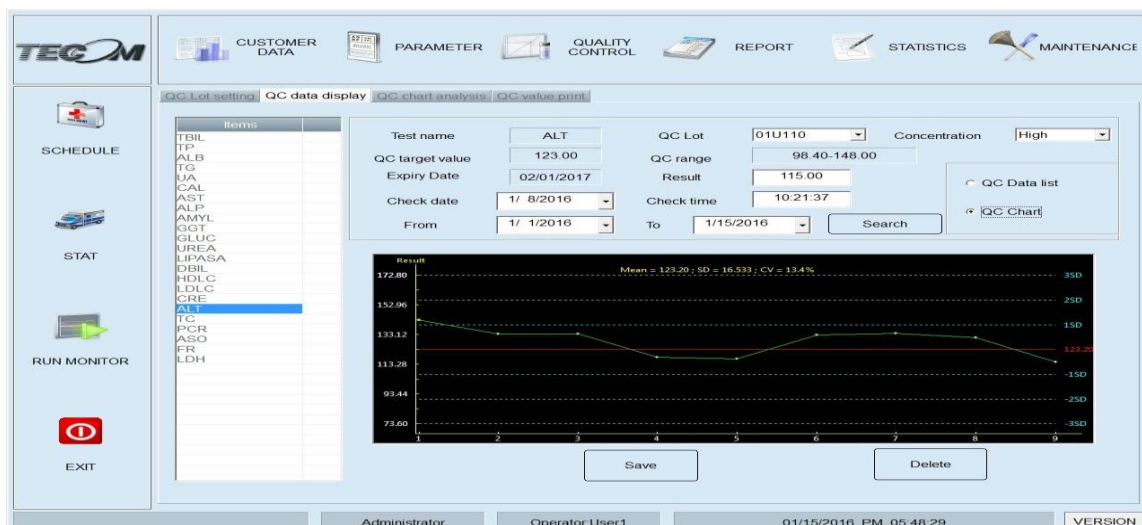 TECOM
CUSTOMER DATA
PARAMETER
QUALITY CONTROL
REPORT
STATISTICS
MAINTENANCE
SCHEDULE
STAT
RUN MONITOR
EXIT
QC Lot setting QC data display QC chart analysis QC value print
Items
TBIL
TP
ALB
TG
UA
CAL
AST
ALP
AMYL
GGT
GLUC
UREA
LIPASA
DBIL
HDLC
LDLC
CRE
ALT
TC
PCR
ASO
FR
LDH
Test name ALT QC Lot 01U110 Concentration High
QC target value 123.00 QC range 98.40-148.00
Expiry Date 02/01/2017 Result 115.00
Check date 1/ 8/2016 Check time 10:21:37
From 1/ 1/2016 To 1/15/2016 Search
QC Data list
QC Chart
Result
Mean = 123.20 ; SD = 16.533 ; CV = 13.4%
172.80
152.96
133.12
113.28
93.44
73.60
3SD
2SD
1SD
123.20
-1SD
-2SD
-3SD
1 2 3 4 5 6 7 8 9
Save Delete
Administrator Operator:User1 01/15/2016 PM 05:48:29 VERSION